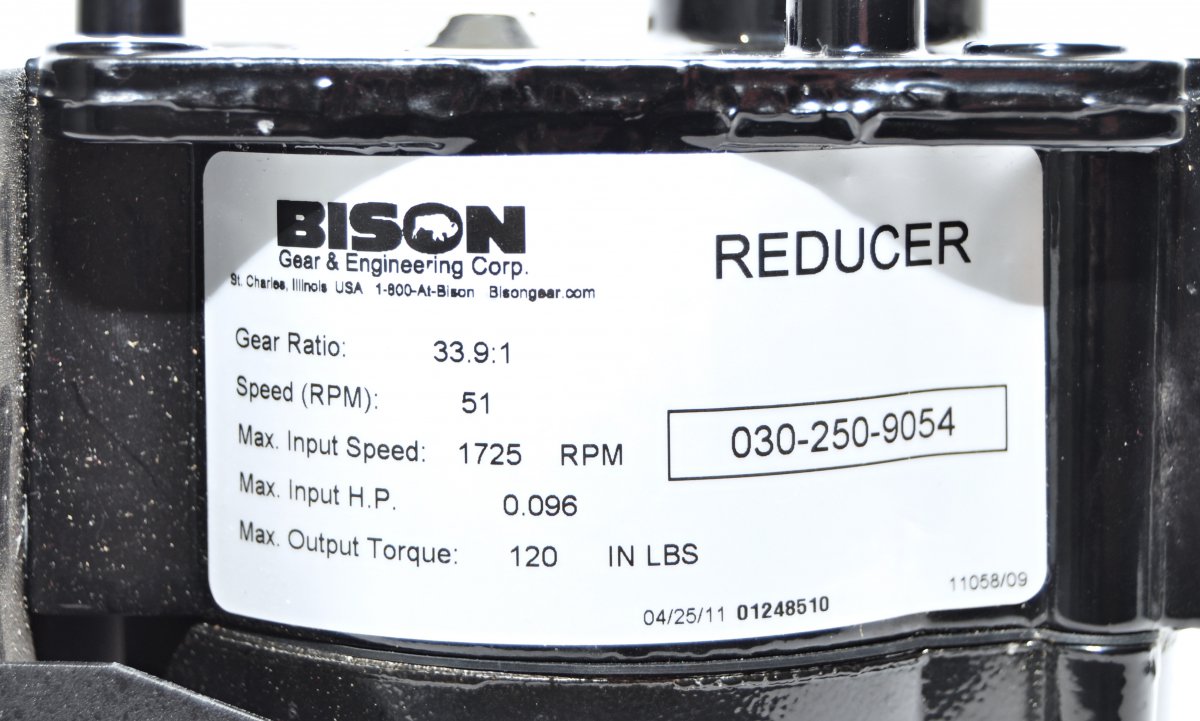 BISON
Gear & Engineering Corp.
St. Charles, Illinois USA 1-800-At-Bison Bisongear.com
REDUCER
Gear Ratio: 33.9:1
Speed (RPM): 51
Max. Input Speed: 1725 RPM
030-250-9054
Max. Input H.P. 0.096
Max. Output Torque: 120 IN LBS
11058/09
04/25/11 01248510